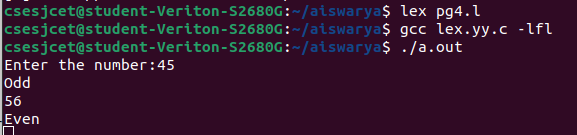 csesjcet@student-Veriton-S2680G:~/aiswarya$ lex pg4.l
csesjcet@student-Veriton-S2680G:~/aiswarya$ gcc lex.yy.c -lfl
csesjcet@student-Veriton-S2680G:~/aiswarya$ ./a.out
Enter the number:45
Odd
56
Even